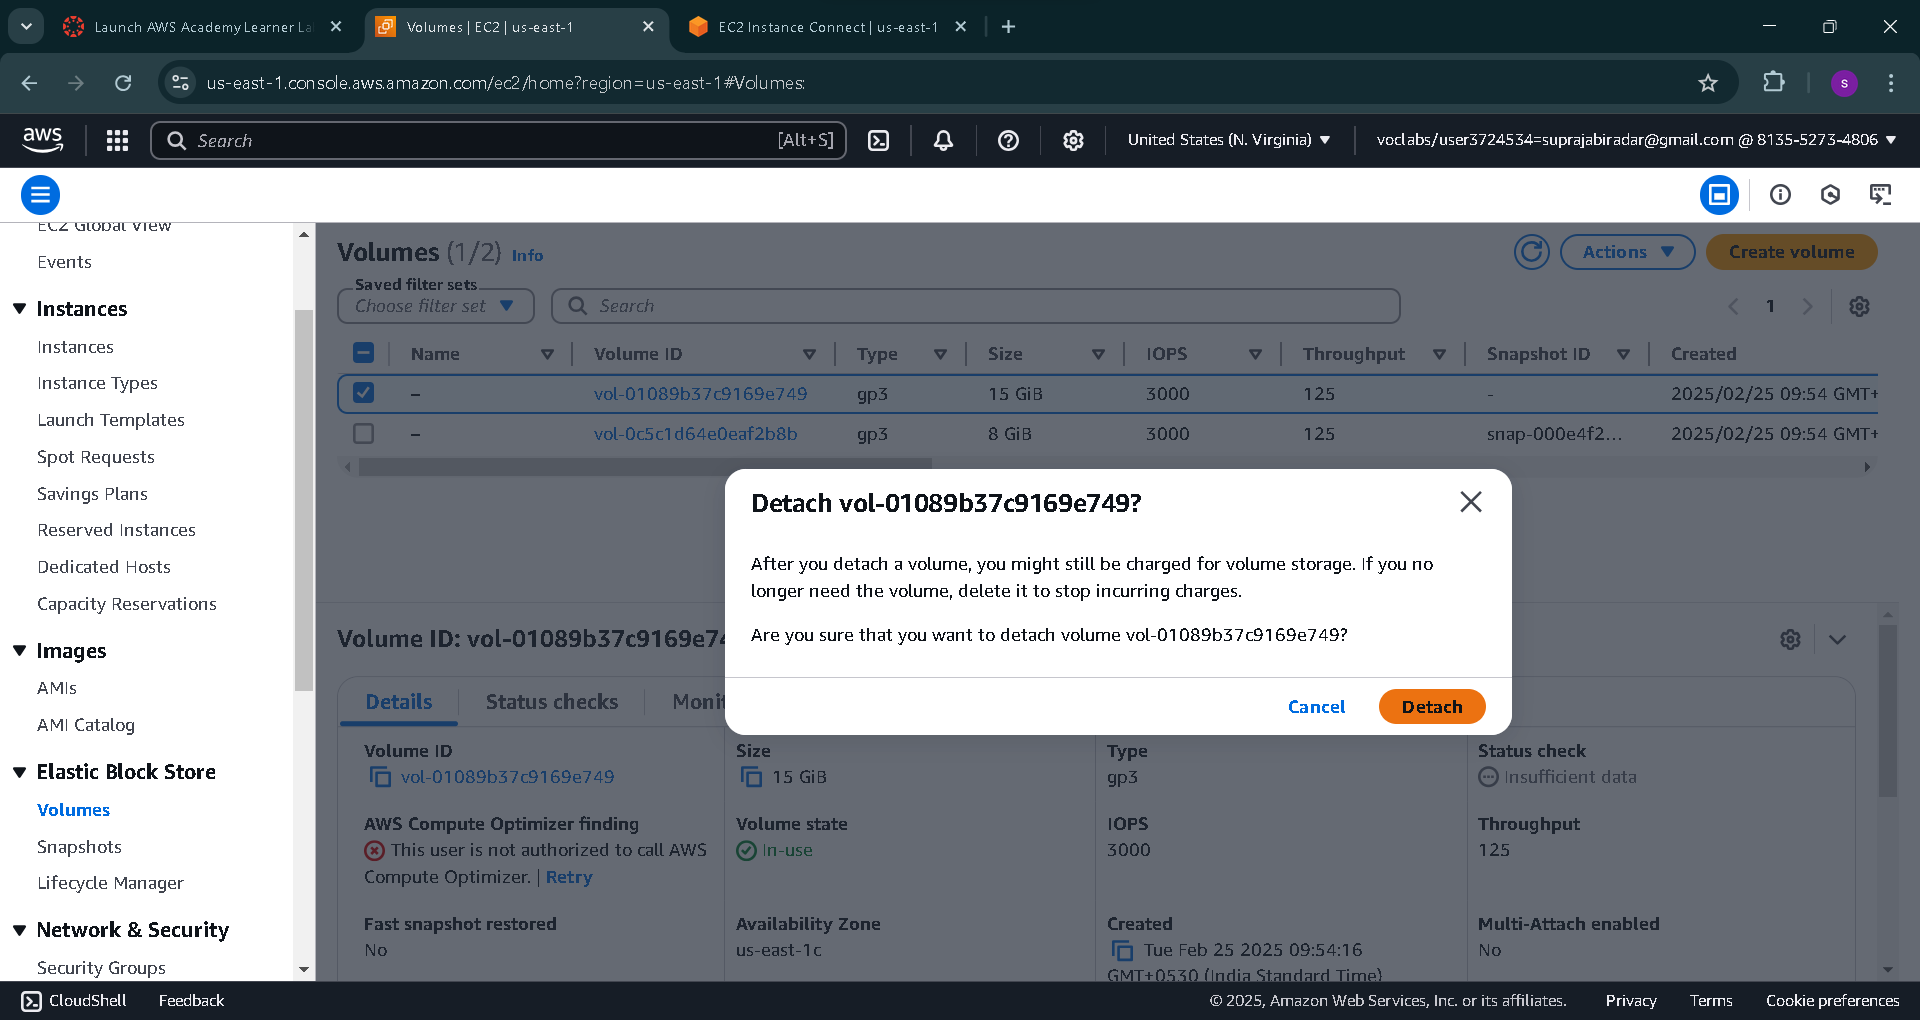 Launch AWS Academy Learner La
Volumes | EC2 | us-east-1
EC2 Instance Connect | us-east-1
us-east-1.console.aws.amazon.com/ec2/home?region=us-east-1#Volumes:
S
aws
Search
[Alt+S]
United States (N. Virginia)
voclabs/user3724534=suprajabiradar@gmail.com @ 8135-5273-4806
EC2 Global View
Events
Instances
Instances
Instance Types
Launch Templates
Spot Requests
Savings Plans
Reserved Instances
Dedicated Hosts
Capacity Reservations
Images
AMIs
AMI Catalog
Elastic Block Store
Volumes
Snapshots
Lifecycle Manager
Network & Security
Security Groups
Volumes (1/2) Info
Actions
Create volume
Saved filter sets
Choose filter set
Search
1
Name Volume ID Type Size IOPS Throughput Snapshot ID Created
– vol-01089b37c9169e749 gp3 15 GiB 3000 125 - 2025/02/25 09:54 GMT+
– vol-0c5c1d64e0eaf2b8b gp3 8 GiB 3000 125 snap-000e4f2... 2025/02/25 09:54 GMT+
Detach vol-01089b37c9169e749?
After you detach a volume, you might still be charged for volume storage. If you no
longer need the volume, delete it to stop incurring charges.
Are you sure that you want to detach volume vol-01089b37c9169e749?
Cancel
Detach
Volume ID: vol-01089b37c9169e74
Details Status checks Monit
Volume ID
vol-01089b37c9169e749
Size
15 GiB
Type
gp3
Status check
Insufficient data
AWS Compute Optimizer finding
This user is not authorized to call AWS
Compute Optimizer. | Retry
Volume state
In-use
IOPS
3000
Throughput
125
Fast snapshot restored
No
Availability Zone
us-east-1c
Created
Tue Feb 25 2025 09:54:16
GMT+0530 (India Standard Time)
Multi-Attach enabled
No
CloudShell Feedback © 2025, Amazon Web Services, Inc. or its affiliates. Privacy Terms Cookie preferences